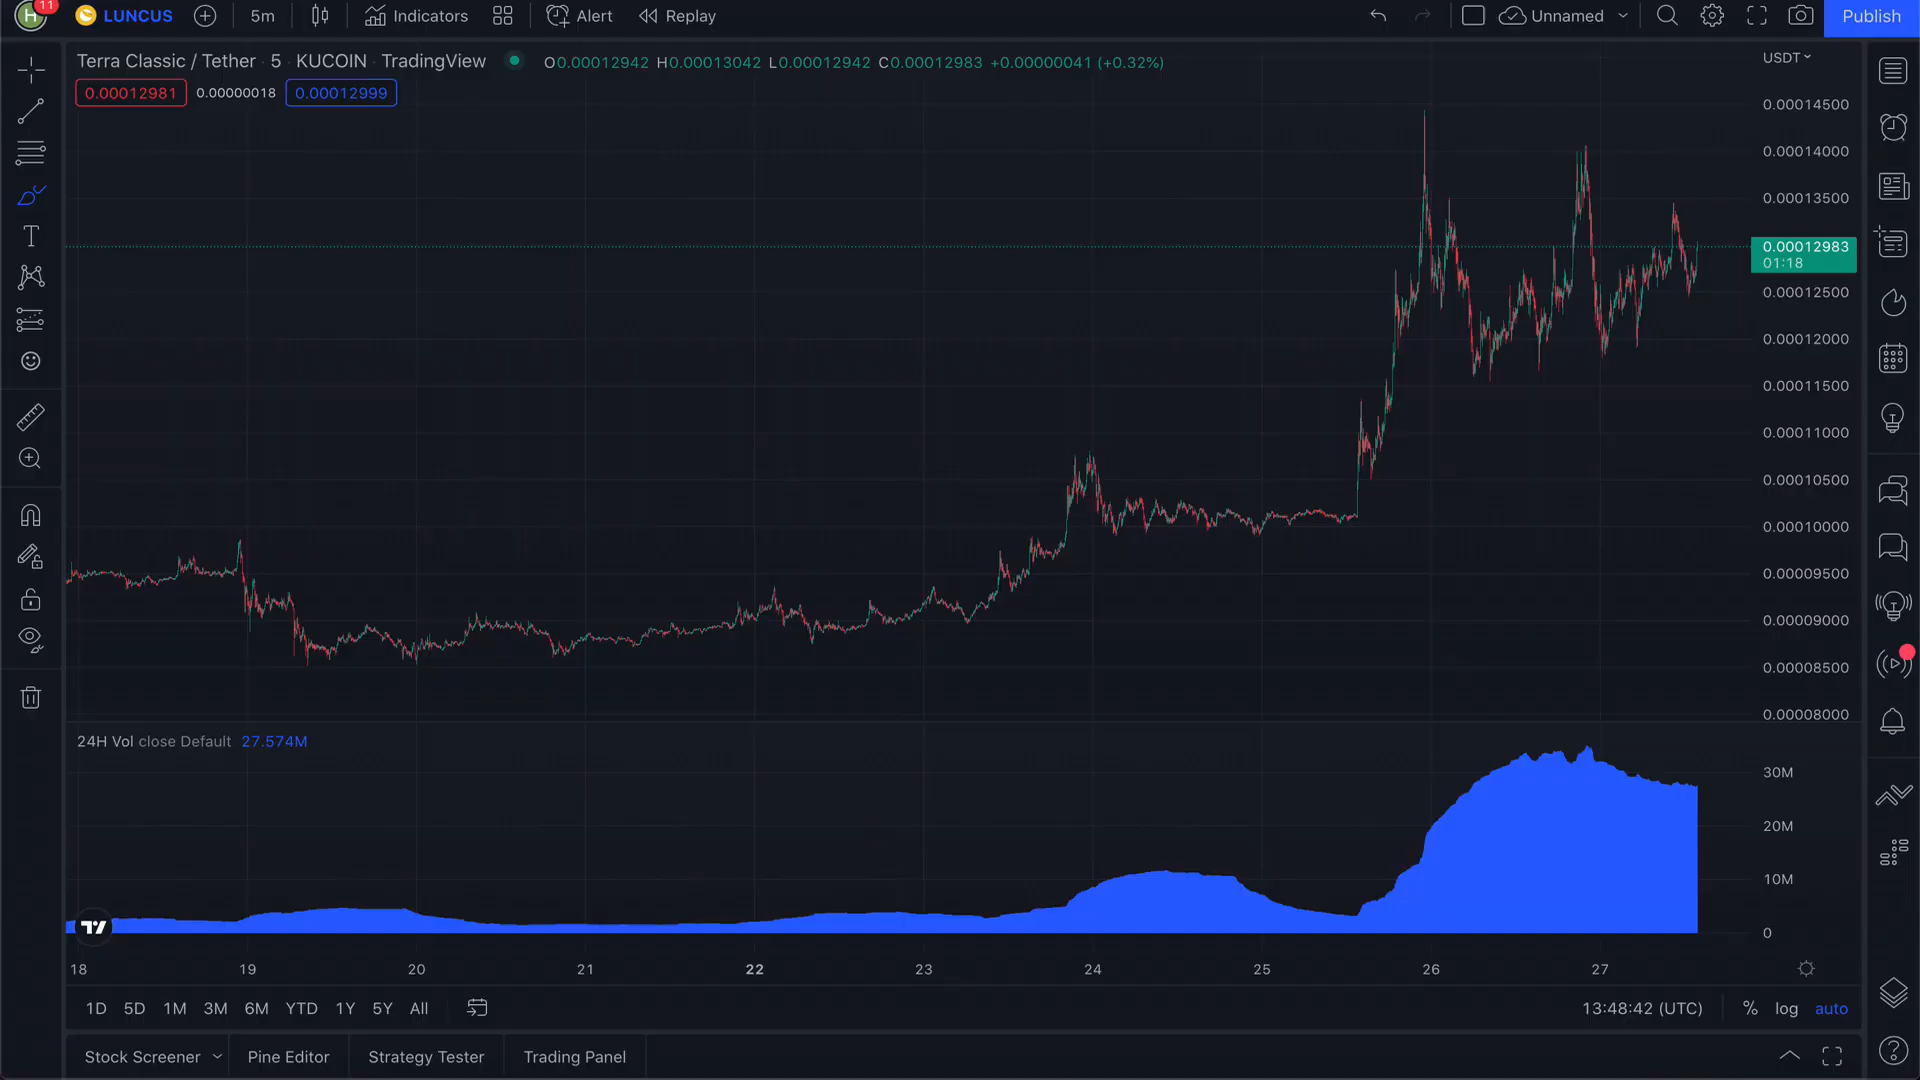 H 11 LUNCUS 5m Indicators Alert Replay Unnamed Publish
Terra Classic / Tether · 5 · KUCOIN · TradingView O0.00012942 H0.00013042 L0.00012942 C0.00012983 +0.00000041 (+0.32%) USDT
0.00012981 0.00000018 0.00012999
0.00014500
0.00014000
0.00013500
0.00012983
01:18
0.00012500
0.00012000
0.00011500
0.00011000
0.00010500
0.00010000
0.00009500
0.00009000
0.00008500
0.00008000
24H Vol close Default 27.574M
30M
20M
10M
0
18 19 20 21 22 23 24 25 26 27
1D 5D 1M 3M 6M YTD 1Y 5Y All 13:48:42 (UTC) % log auto
Stock Screener Pine Editor Strategy Tester Trading Panel